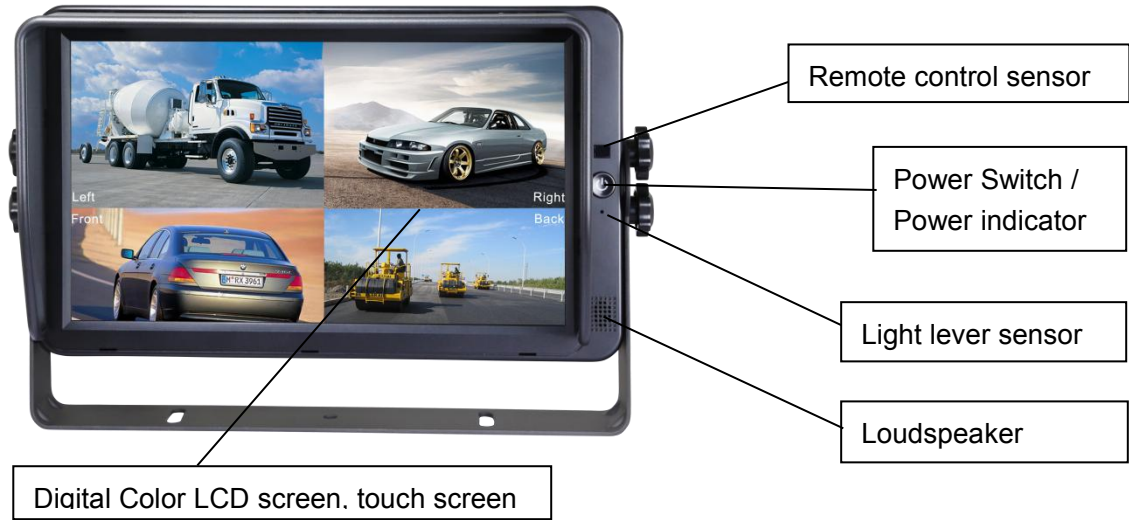 Remote control sensor
Left
Right
Power Switch /
Power indicator
Front
Back
M RX 3961
Light lever sensor
Loudspeaker
Digital Color LCD screen, touch screen